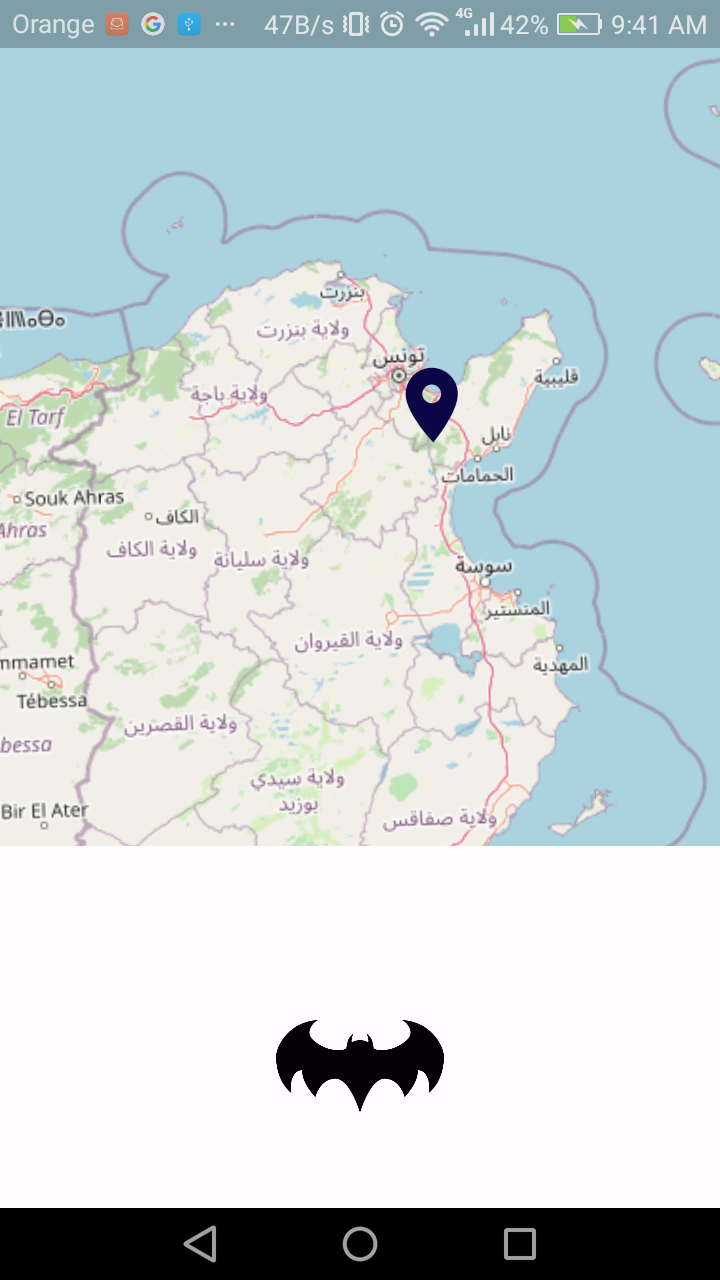 Orange ... 47B/s 4G 42% 9:41 AM
بنزرت
ولاية بنزرت
تونس
ولاية باجة
قليبية
El Tarf
نابل
الحمامات
Souk Ahras
الكاف
Ahras
ولاية الكاف
ولاية سليانة
سوسة
المنستير
ولاية القيروان
المهدية
mmamet
Tébessa
ولاية القصرين
bessa
ولاية سيدي
بوزيد
Bir El Ater
ولاية صفاقس